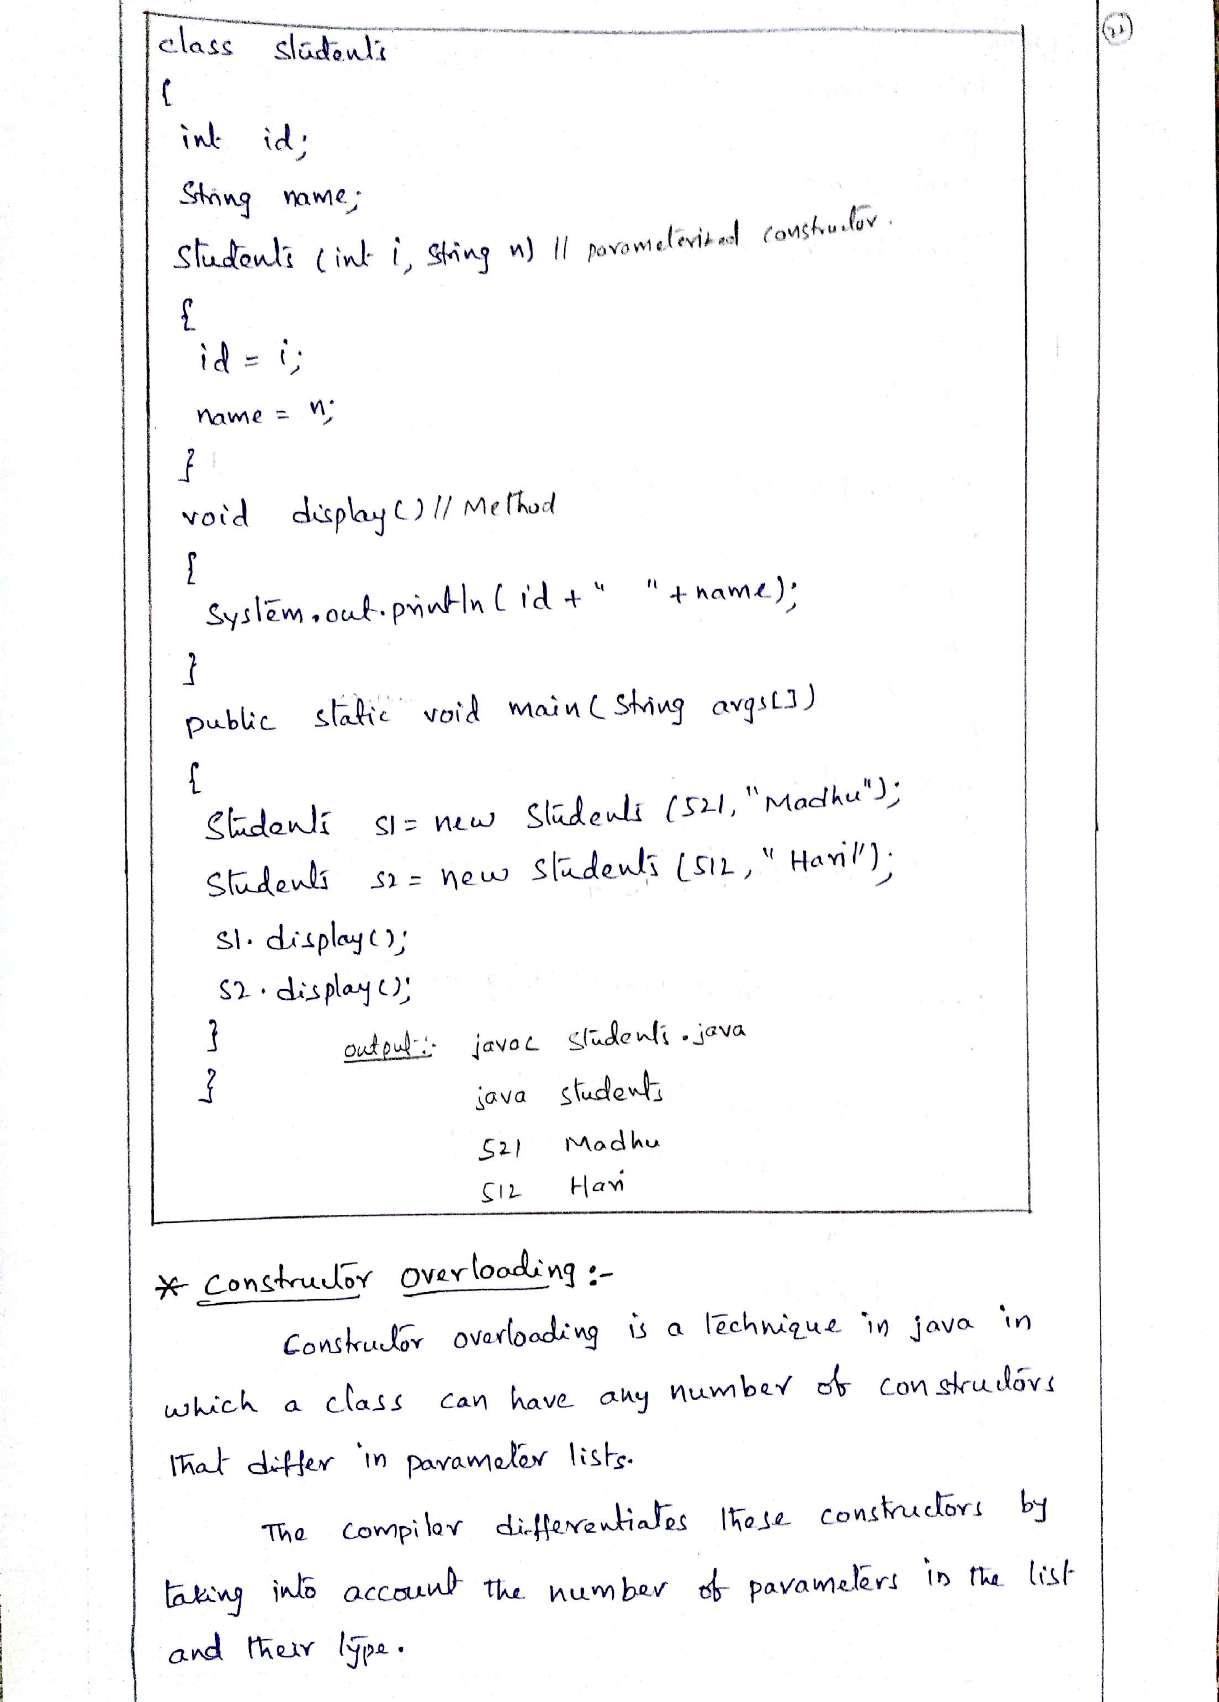 22
class students
{
int id;
String name;
Students (int i, String n) // parameterized constructor.
{
id = i;
name = n;
}
void display() // Method
{
System.out.println( id + "  " + name);
}
public static void main( String args[])
{
Students s1 = new Students (521, "Madhu");
Students s2 = new Students (512, "Hari");
s1.display();
s2.display();
}
output:- javac students.java
}
java students
521 Madhu
512 Hari
* Constructor overloading :-
Constructor overloading is a technique in java in
which a class can have any number of constructors
that differ in parameter lists.
The compiler differentiates these constructors by
taking into account the number of parameters in the list
and their type.